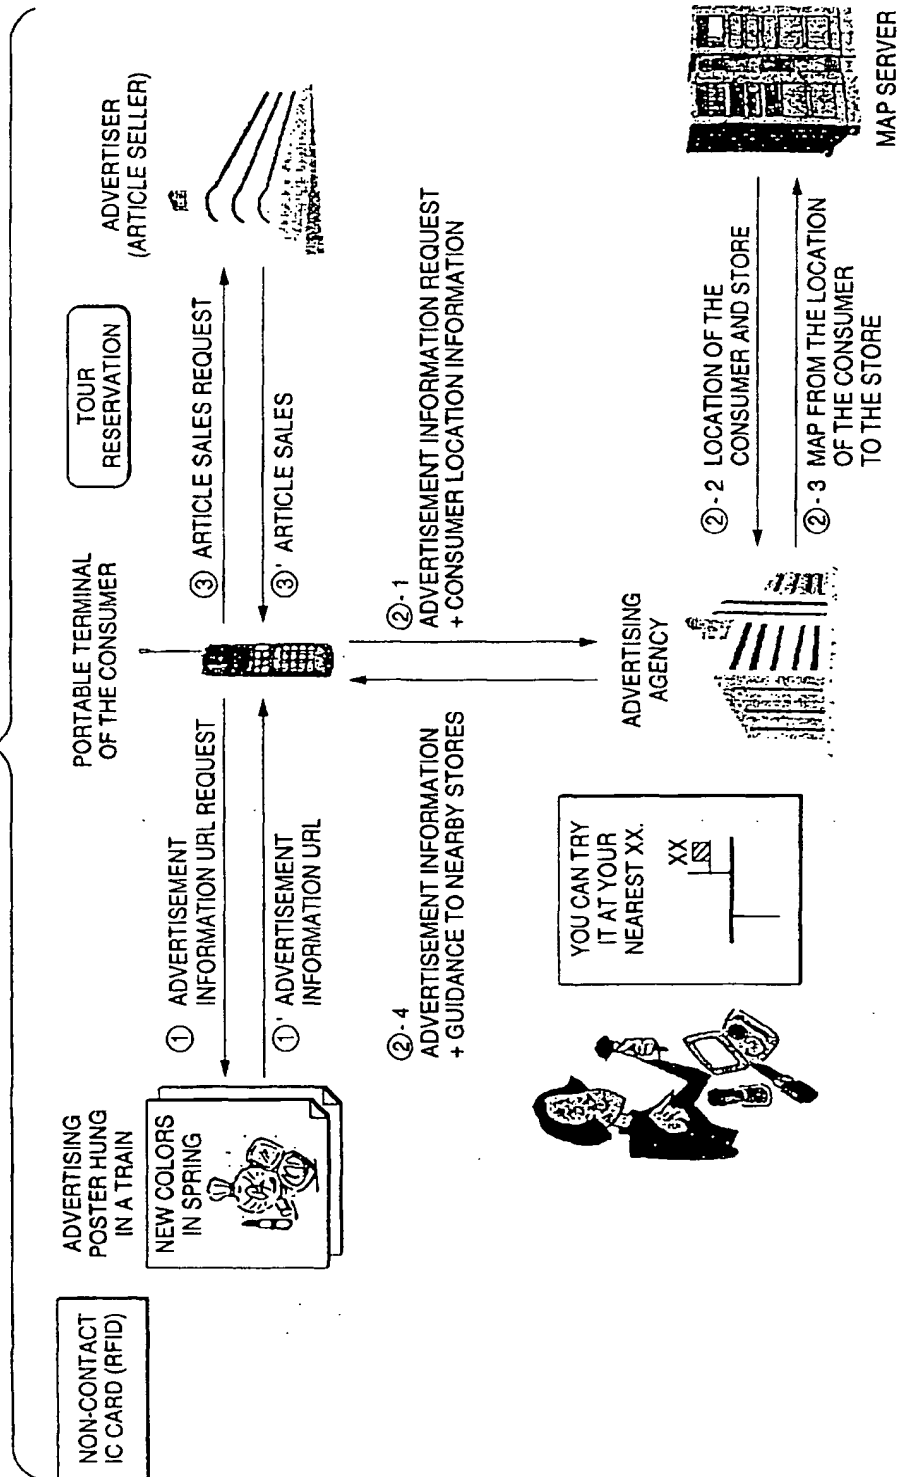 NON-CONTACT
IC CARD (RFID)
ADVERTISING
POSTER HUNG
IN A TRAIN
NEW COLORS
IN SPRING
① ADVERTISEMENT
INFORMATION URL REQUEST
①' ADVERTISEMENT
INFORMATION URL
PORTABLE TERMINAL
OF THE CONSUMER
TOUR
RESERVATION
③ ARTICLE SALES REQUEST
③' ARTICLE SALES
ADVERTISER
(ARTICLE SELLER)
②-4
ADVERTISEMENT INFORMATION
+ GUIDANCE TO NEARBY STORES
②-1
ADVERTISEMENT INFORMATION REQUEST
+ CONSUMER LOCATION INFORMATION
YOU CAN TRY
IT AT YOUR
NEAREST XX.
XX
ADVERTISING
AGENCY
②-2 LOCATION OF THE
CONSUMER AND STORE
②-3 MAP FROM THE LOCATION
OF THE CONSUMER
TO THE STORE
MAP SERVER